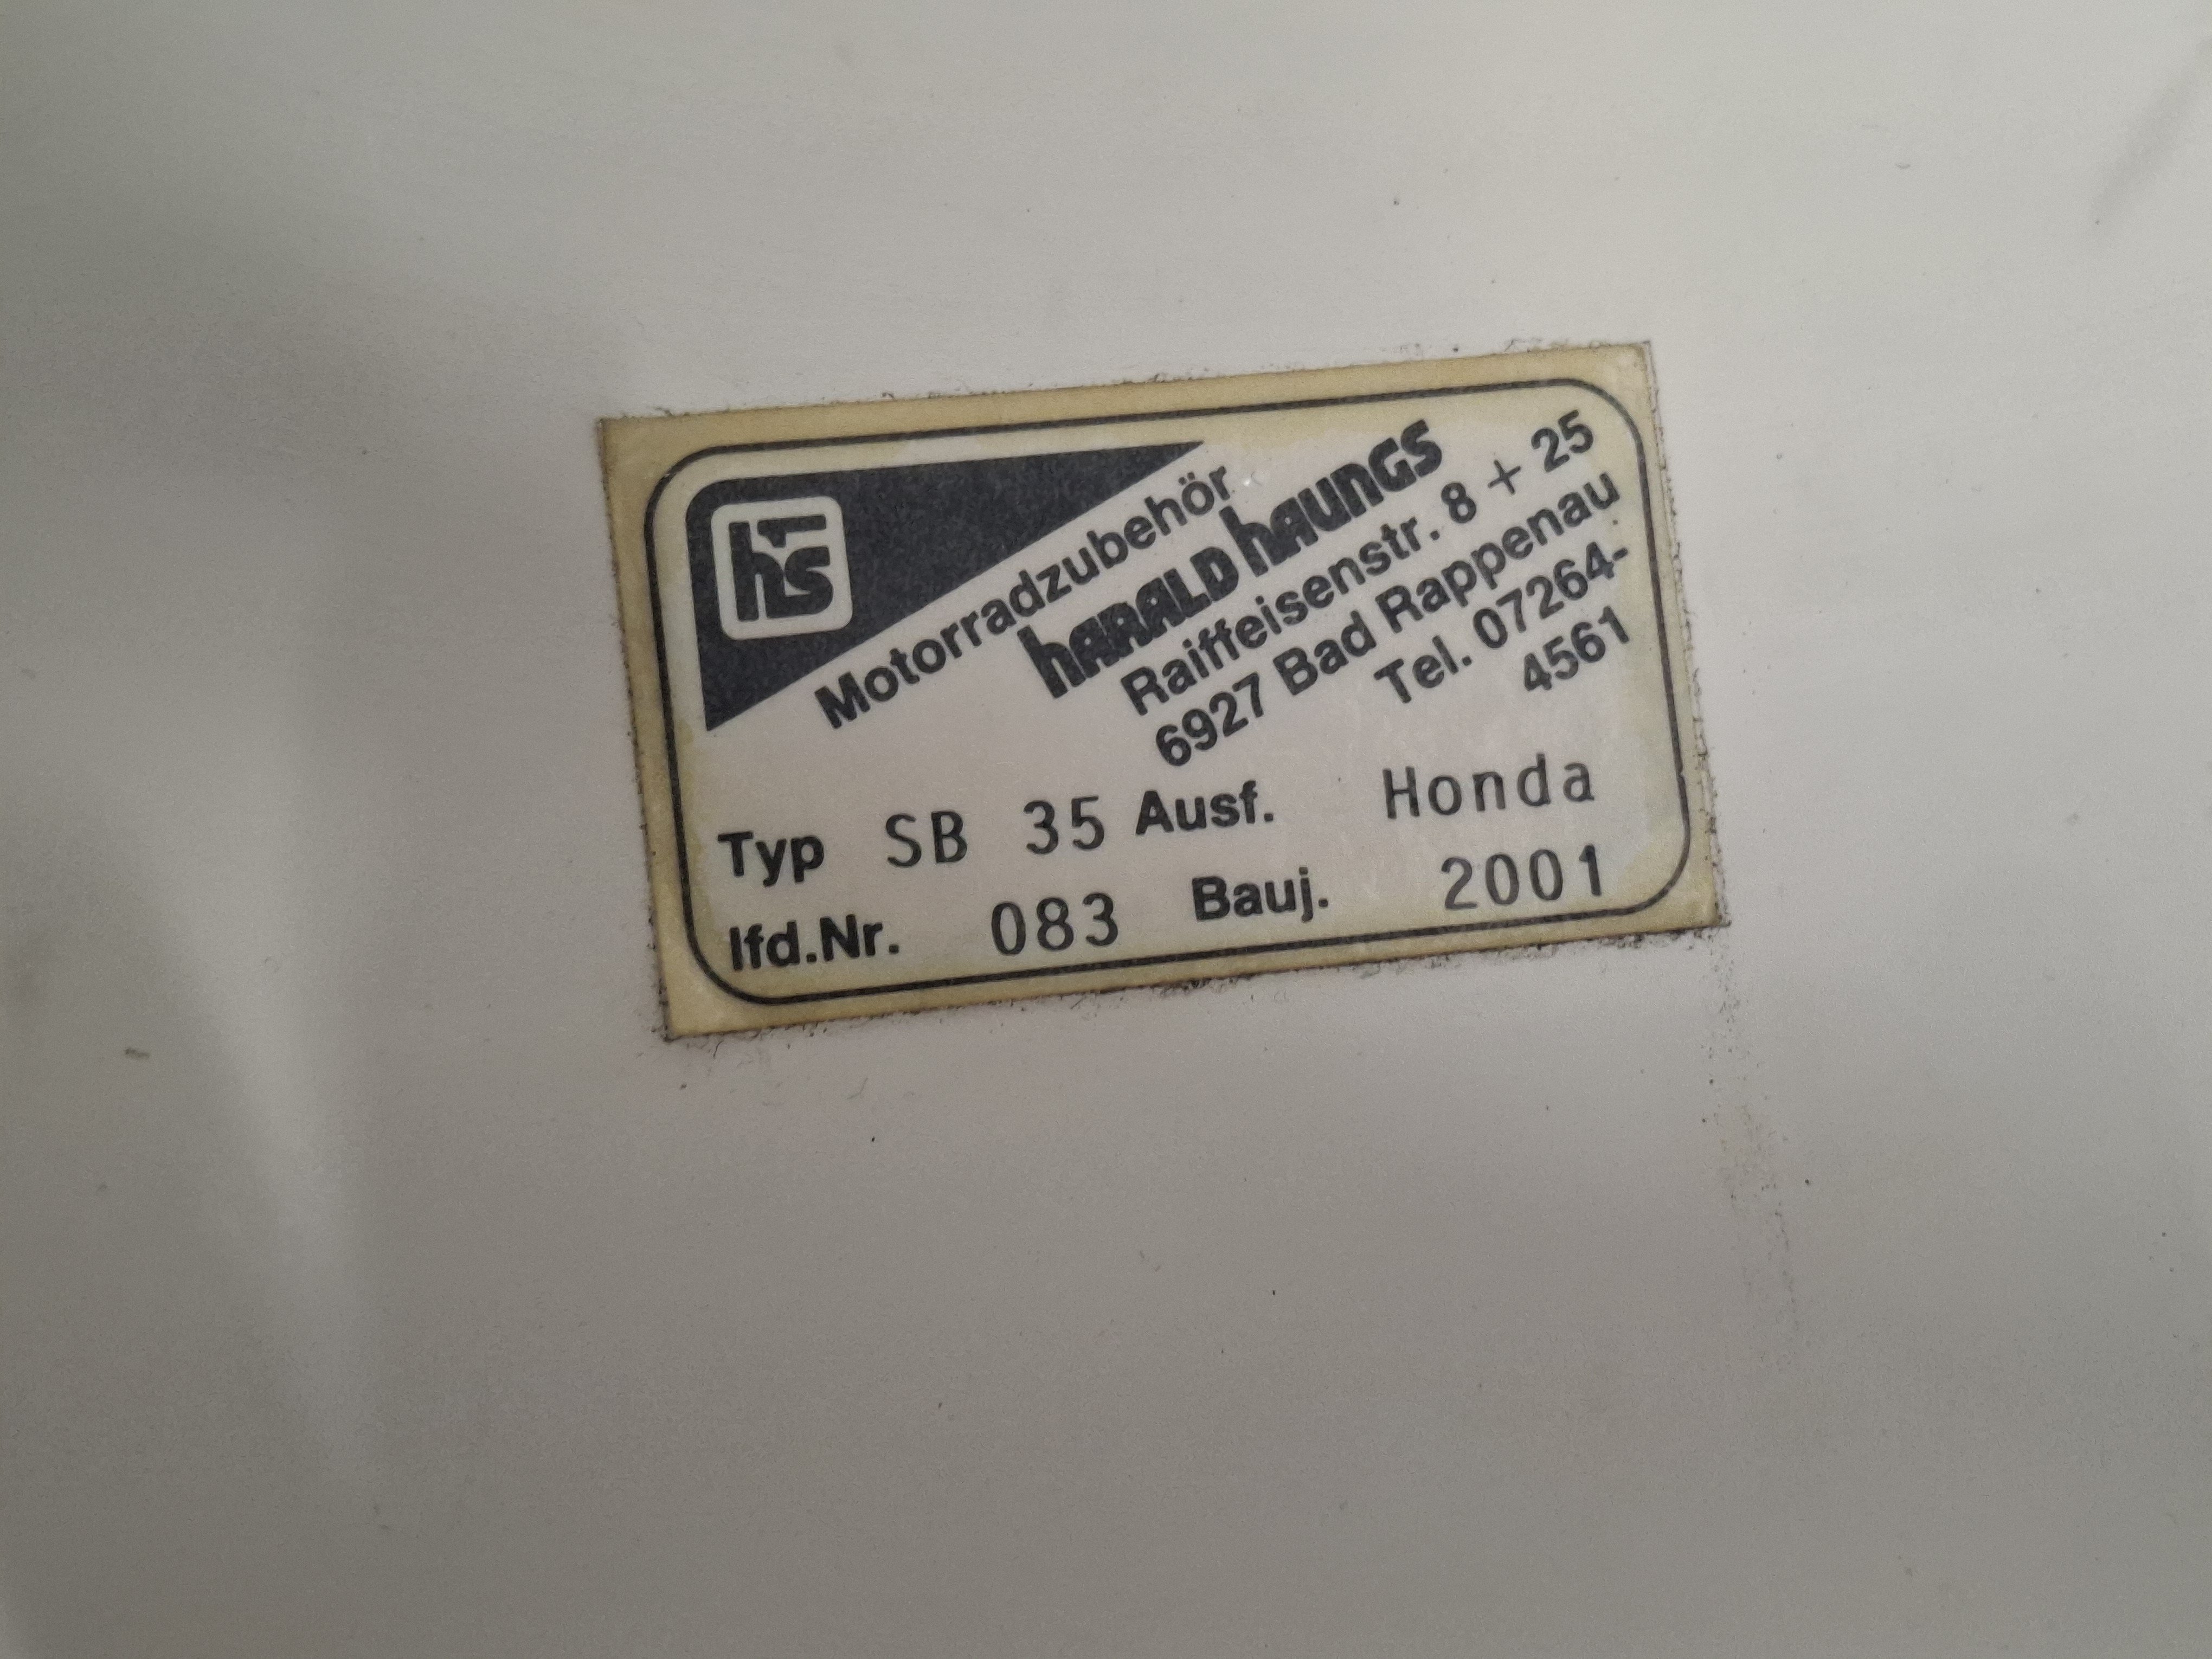 hs
Motorradzubehör
HARALD HAUNGS
Raiffeisenstr. 8 + 25
6927 Bad Rappenau
Tel. 07264-
4561
Typ SB 35 Ausf. Honda
lfd.Nr. 083 Bauj. 2001